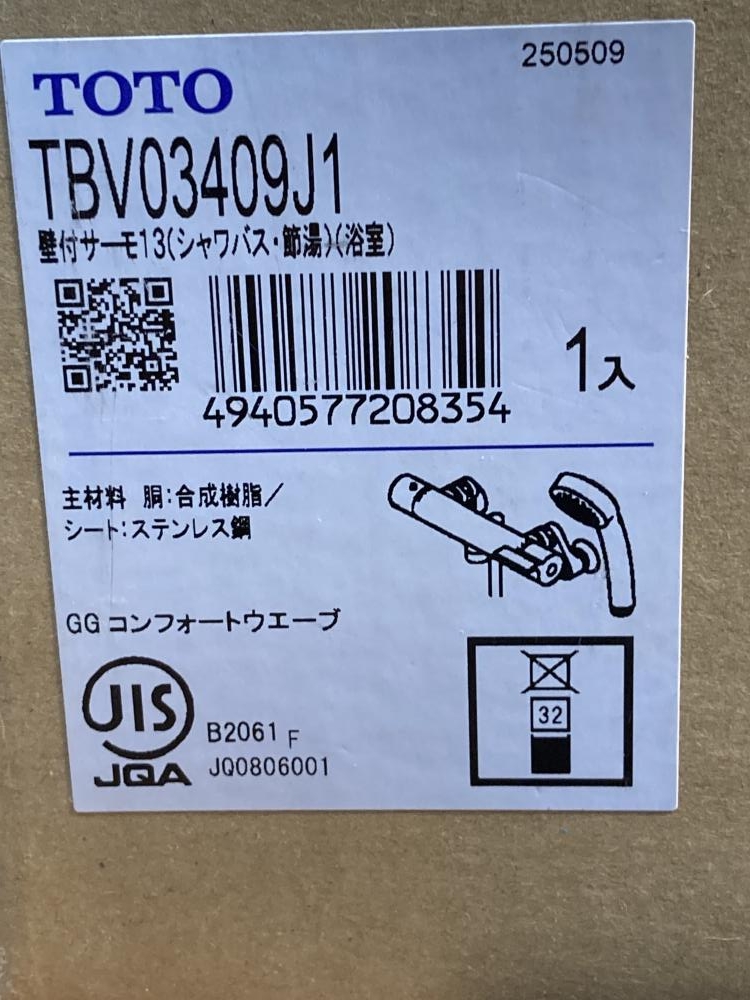 250509
TOTO
TBV03409J1
壁付サーモ13(シャワバス・節湯)(浴室)
1入
4940577208354
主材料 胴:合成樹脂/
シート:ステンレス鋼
GG コンフォートウエーブ
JIS
B2061 F
JQA
JQ0806001
32